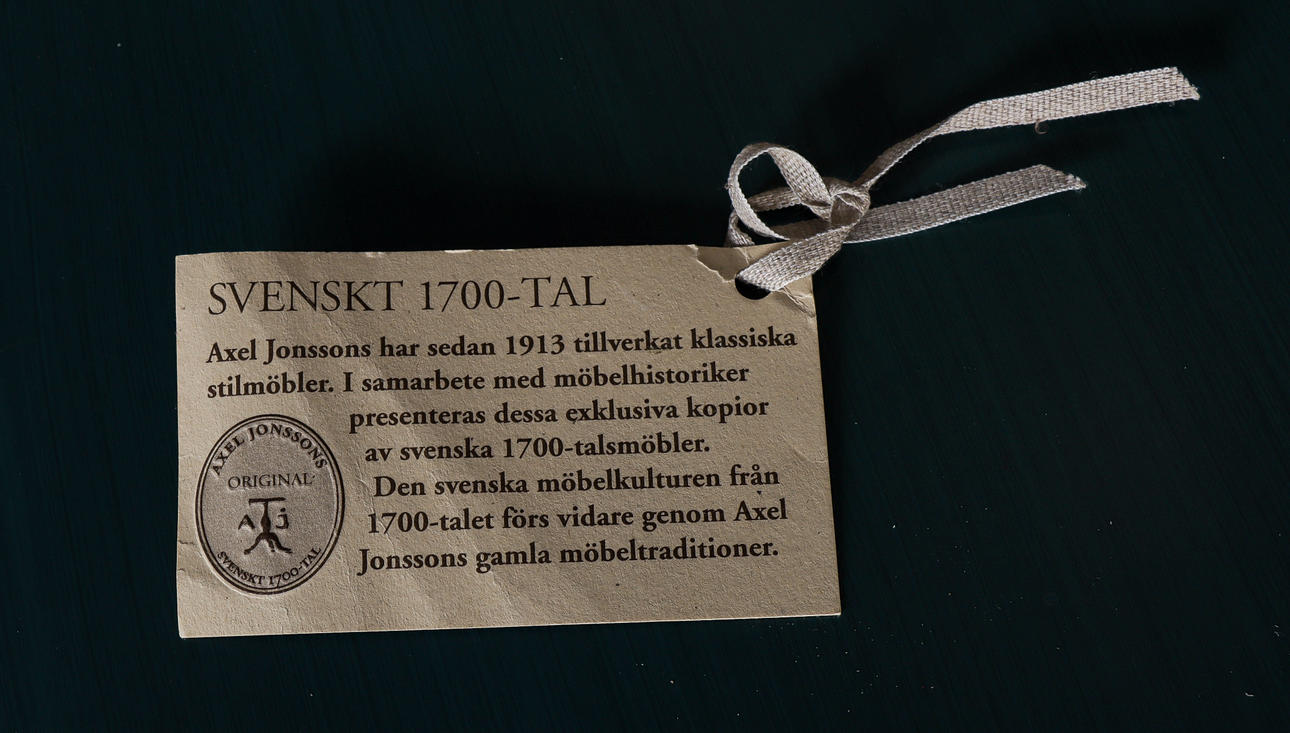 SVENSKT 1700-TAL
Axel Jonssons har sedan 1913 tillverkat klassiska
stilmöbler. I samarbete med möbelhistoriker
presenteras dessa exklusiva kopior
av svenska 1700-talsmöbler.
Den svenska möbelkulturen från
1700-talet förs vidare genom Axel
Jonssons gamla möbeltraditioner.
AXEL JONSSONS
ORIGINAL
A J
SVENSKT 1700-TAL